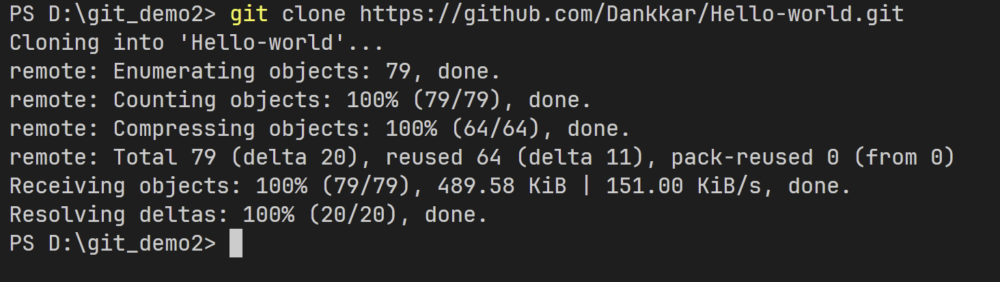 PS D:\git_demo2> git clone https://github.com/Dankkar/Hello-world.git
Cloning into 'Hello-world'...
remote: Enumerating objects: 79, done.
remote: Counting objects: 100% (79/79), done.
remote: Compressing objects: 100% (64/64), done.
remote: Total 79 (delta 20), reused 64 (delta 11), pack-reused 0 (from 0)
Receiving objects: 100% (79/79), 489.58 KiB | 151.00 KiB/s, done.
Resolving deltas: 100% (20/20), done.
PS D:\git_demo2>